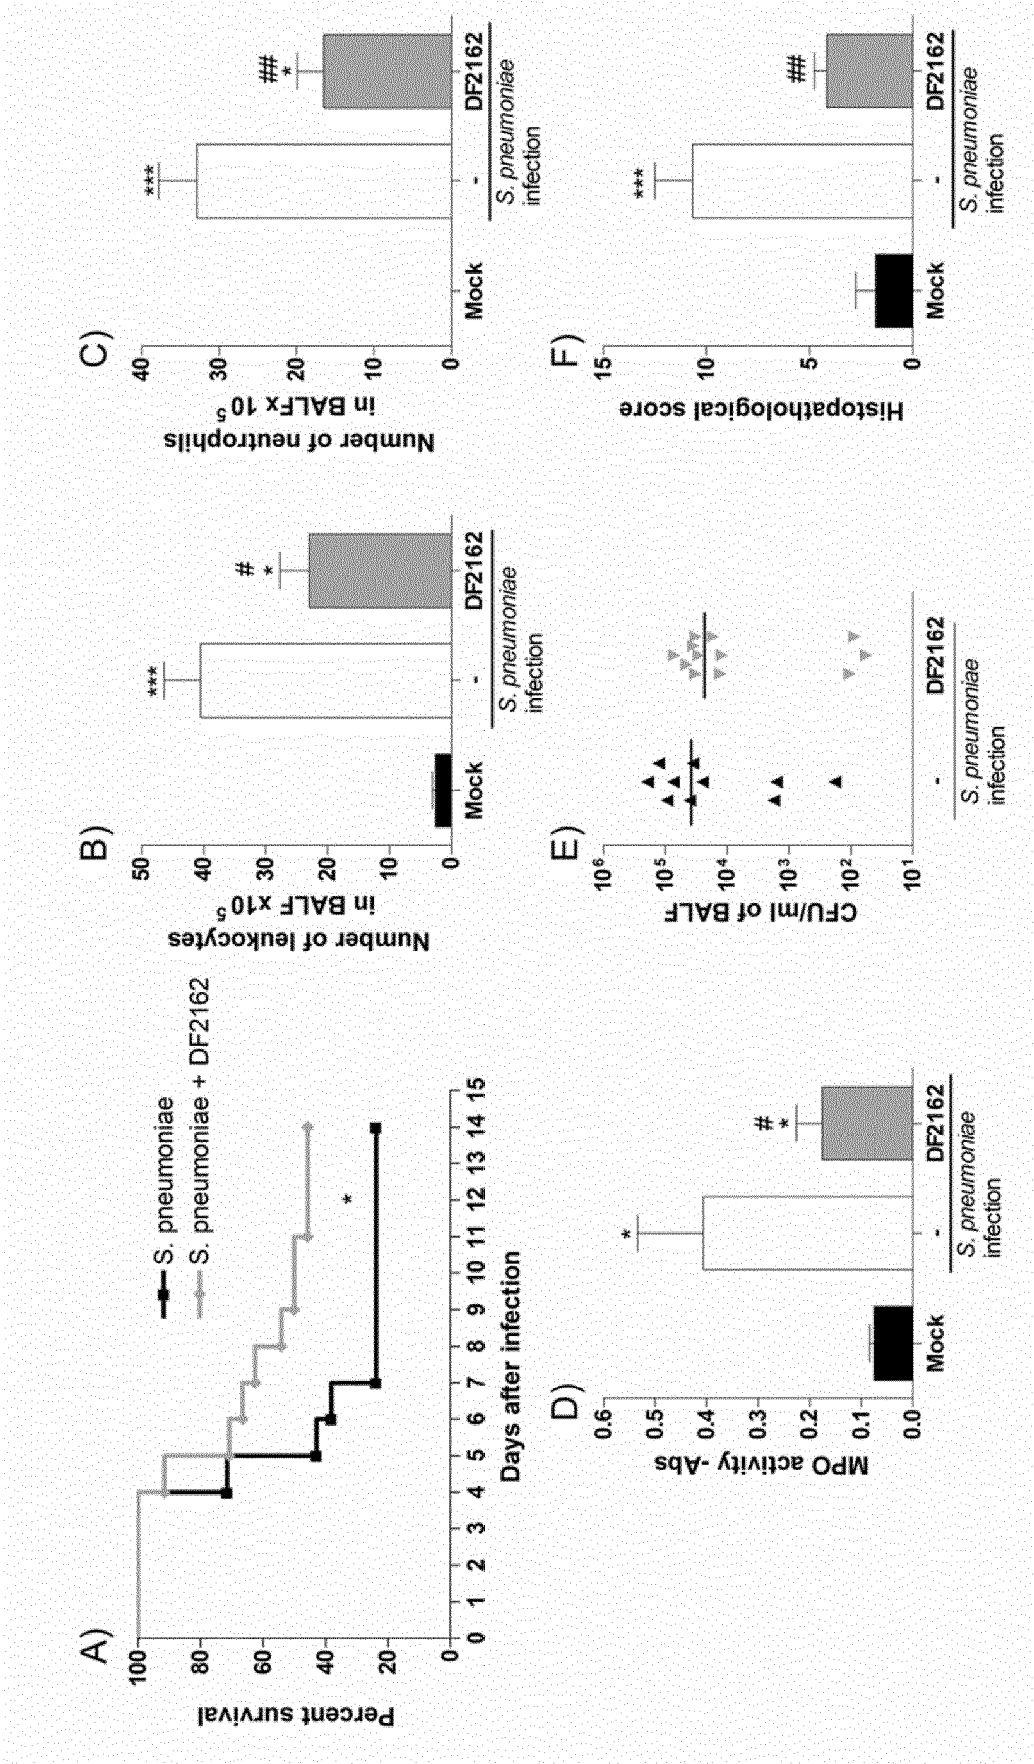 A)
Percent survival
100
80
60
40
20
0
0 1 2 3 4 5 6 7 8 9 10 11 12 13 14 15
Days after infection
S. pneumoniae
S. pneumoniae + DF2162
*
B)
Number of leukocytes
in BALF x10⁵
50
40
30
20
10
0
***
#
*
Mock - DF2162
S. pneumoniae
infection
C)
Number of neutrophils
in BALFx 10⁵
40
30
20
10
0
***
##
*
Mock - DF2162
S. pneumoniae
infection
D)
MPO activity -Abs
0.6
0.5
0.4
0.3
0.2
0.1
0.0
*
#
*
Mock - DF2162
S. pneumoniae
infection
E)
CFU/ml of BALF
10⁶
10⁵
10⁴
10³
10²
10¹
- DF2162
S. pneumoniae
infection
F)
Histopathological score
15
10
5
0
***
##
Mock - DF2162
S. pneumoniae
infection